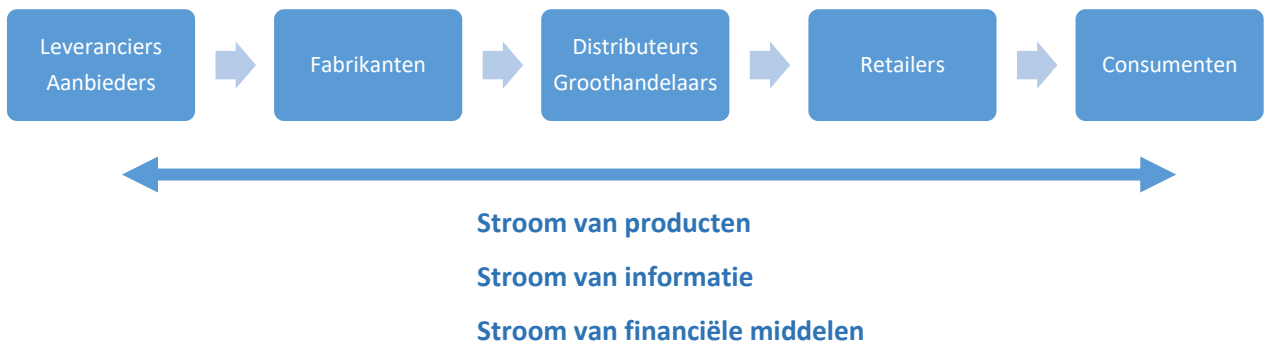 Leveranciers
Aanbieders
Fabrikanten
Distributeurs
Groothandelaars
Retailers
Consumenten
Stroom van producten
Stroom van informatie
Stroom van financiële middelen